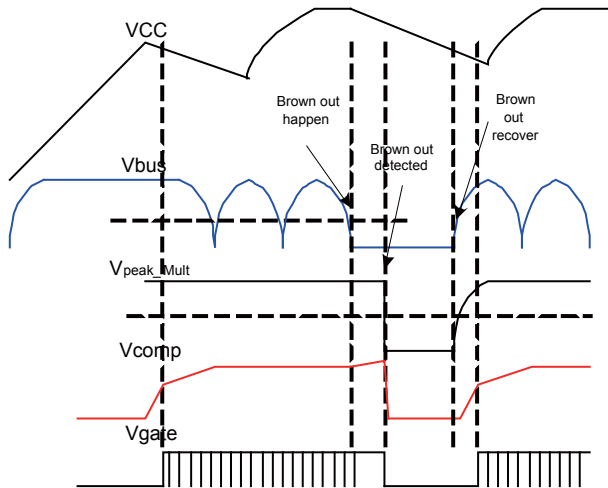 VCC
Brown out
happen
Brown out
detected
Brown
out
recover
Vbus
Vpeak_Mult
Vcomp
Vgate